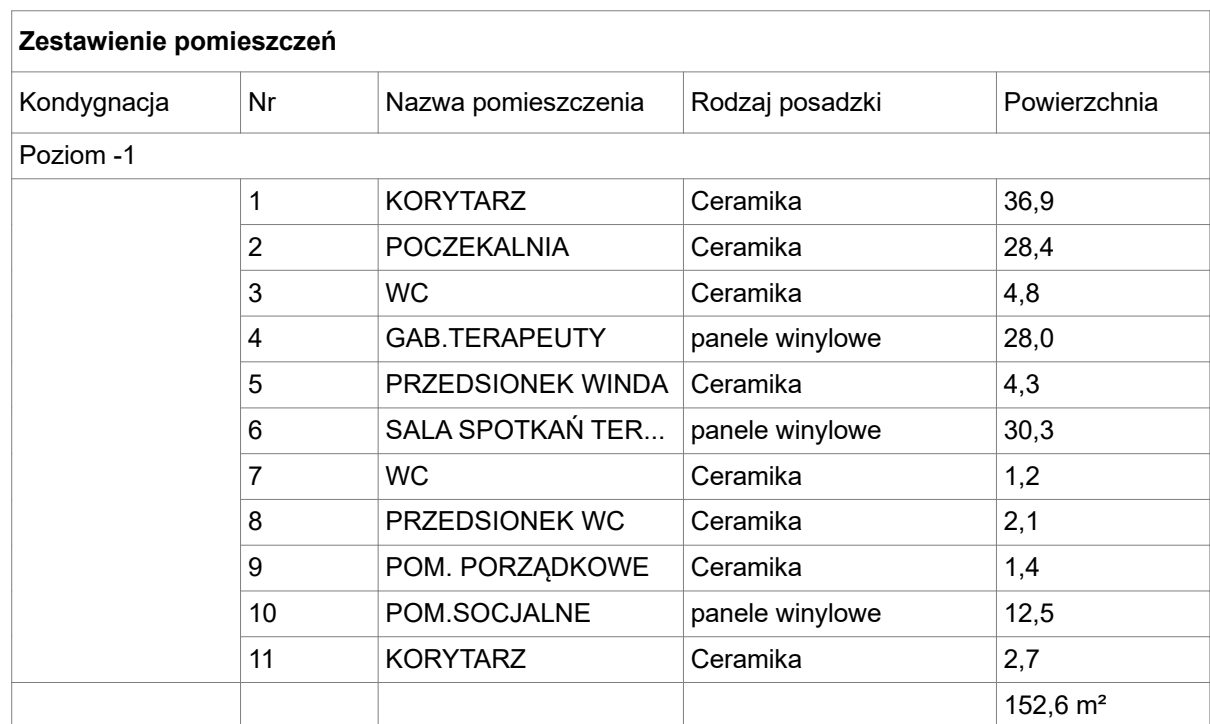 Zestawienie pomieszczeń
Kondygnacja Nr Nazwa pomieszczenia Rodzaj posadzki Powierzchnia
Poziom -1
1 KORYTARZ Ceramika 36,9
2 POCZEKALNIA Ceramika 28,4
3 WC Ceramika 4,8
4 GAB.TERAPEUTY panele winylowe 28,0
5 PRZEDSIONEK WINDA Ceramika 4,3
6 SALA SPOTKAŃ TER... panele winylowe 30,3
7 WC Ceramika 1,2
8 PRZEDSIONEK WC Ceramika 2,1
9 POM. PORZĄDKOWE Ceramika 1,4
10 POM.SOCJALNE panele winylowe 12,5
11 KORYTARZ Ceramika 2,7
152,6 m²